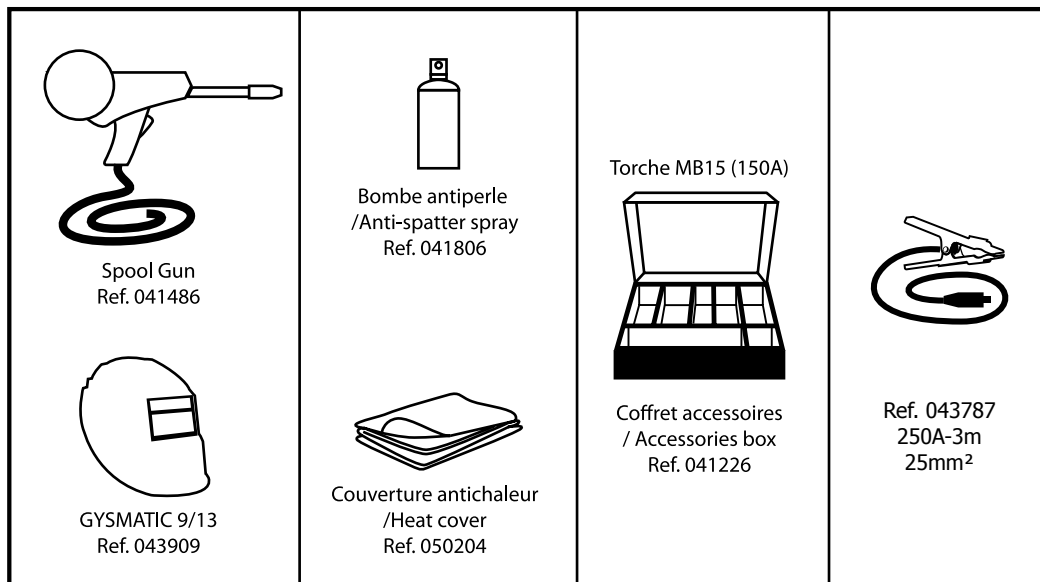 Spool Gun
Ref. 041486
GYSMATIC 9/13
Ref. 043909
Bombe antiperle
/Anti-spatter spray
Ref. 041806
Couverture antichaleur
/Heat cover
Ref. 050204
Torche MB15 (150A)
Coffret accessoires
/ Accessories box
Ref. 041226
Ref. 043787
250A-3m
25mm²